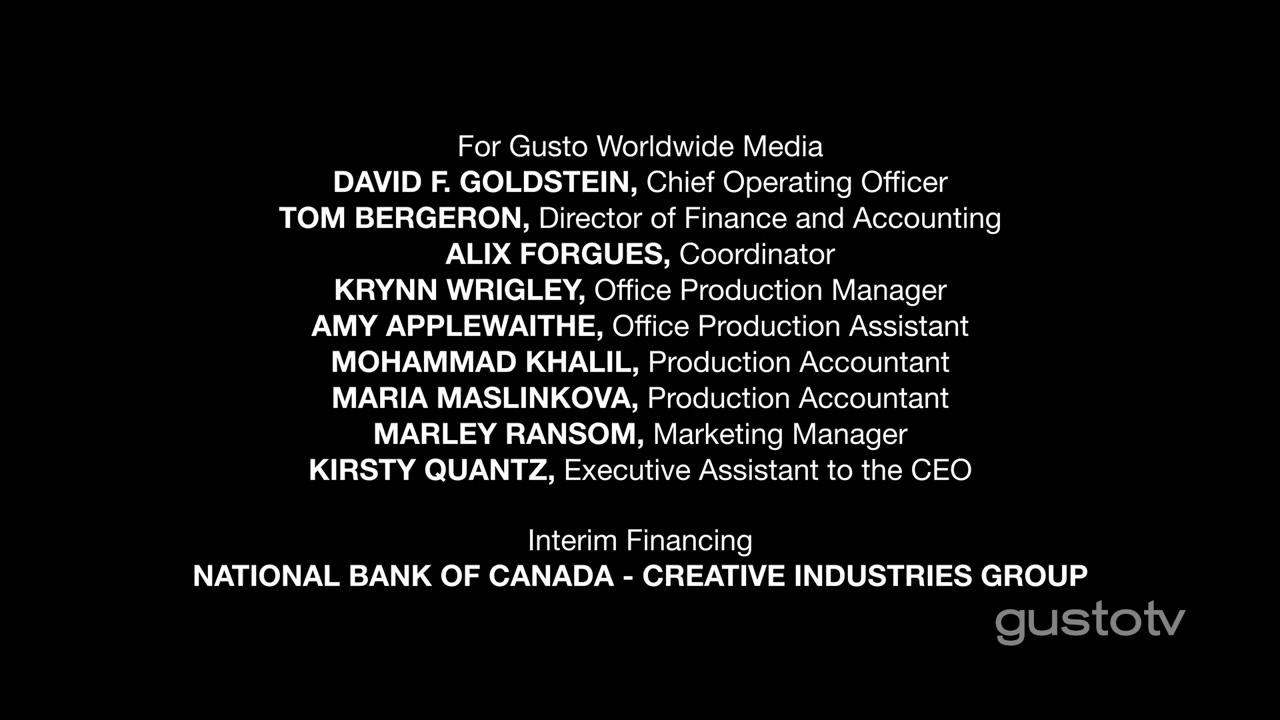 For Gusto Worldwide Media
DAVID F. GOLDSTEIN, Chief Operating Officer
TOM BERGERON, Director of Finance and Accounting
ALIX FORGUES, Coordinator
KRYNN WRIGLEY, Office Production Manager
AMY APPLEWAITHE, Office Production Assistant
MOHAMMAD KHALIL, Production Accountant
MARIA MASLINKOVA, Production Accountant
MARLEY RANSOM, Marketing Manager
KIRSTY QUANTZ, Executive Assistant to the CEO
Interim Financing
NATIONAL BANK OF CANADA - CREATIVE INDUSTRIES GROUP
gustotv